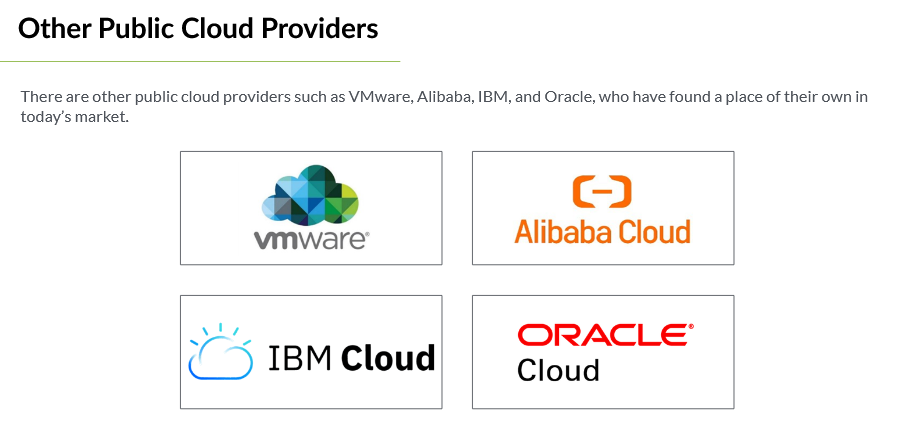 Other Public Cloud Providers
There are other public cloud providers such as VMware, Alibaba, IBM, and Oracle, who have found a place of their own in
today’s market.
vmware®
Alibaba Cloud
IBM Cloud
ORACLE®
Cloud